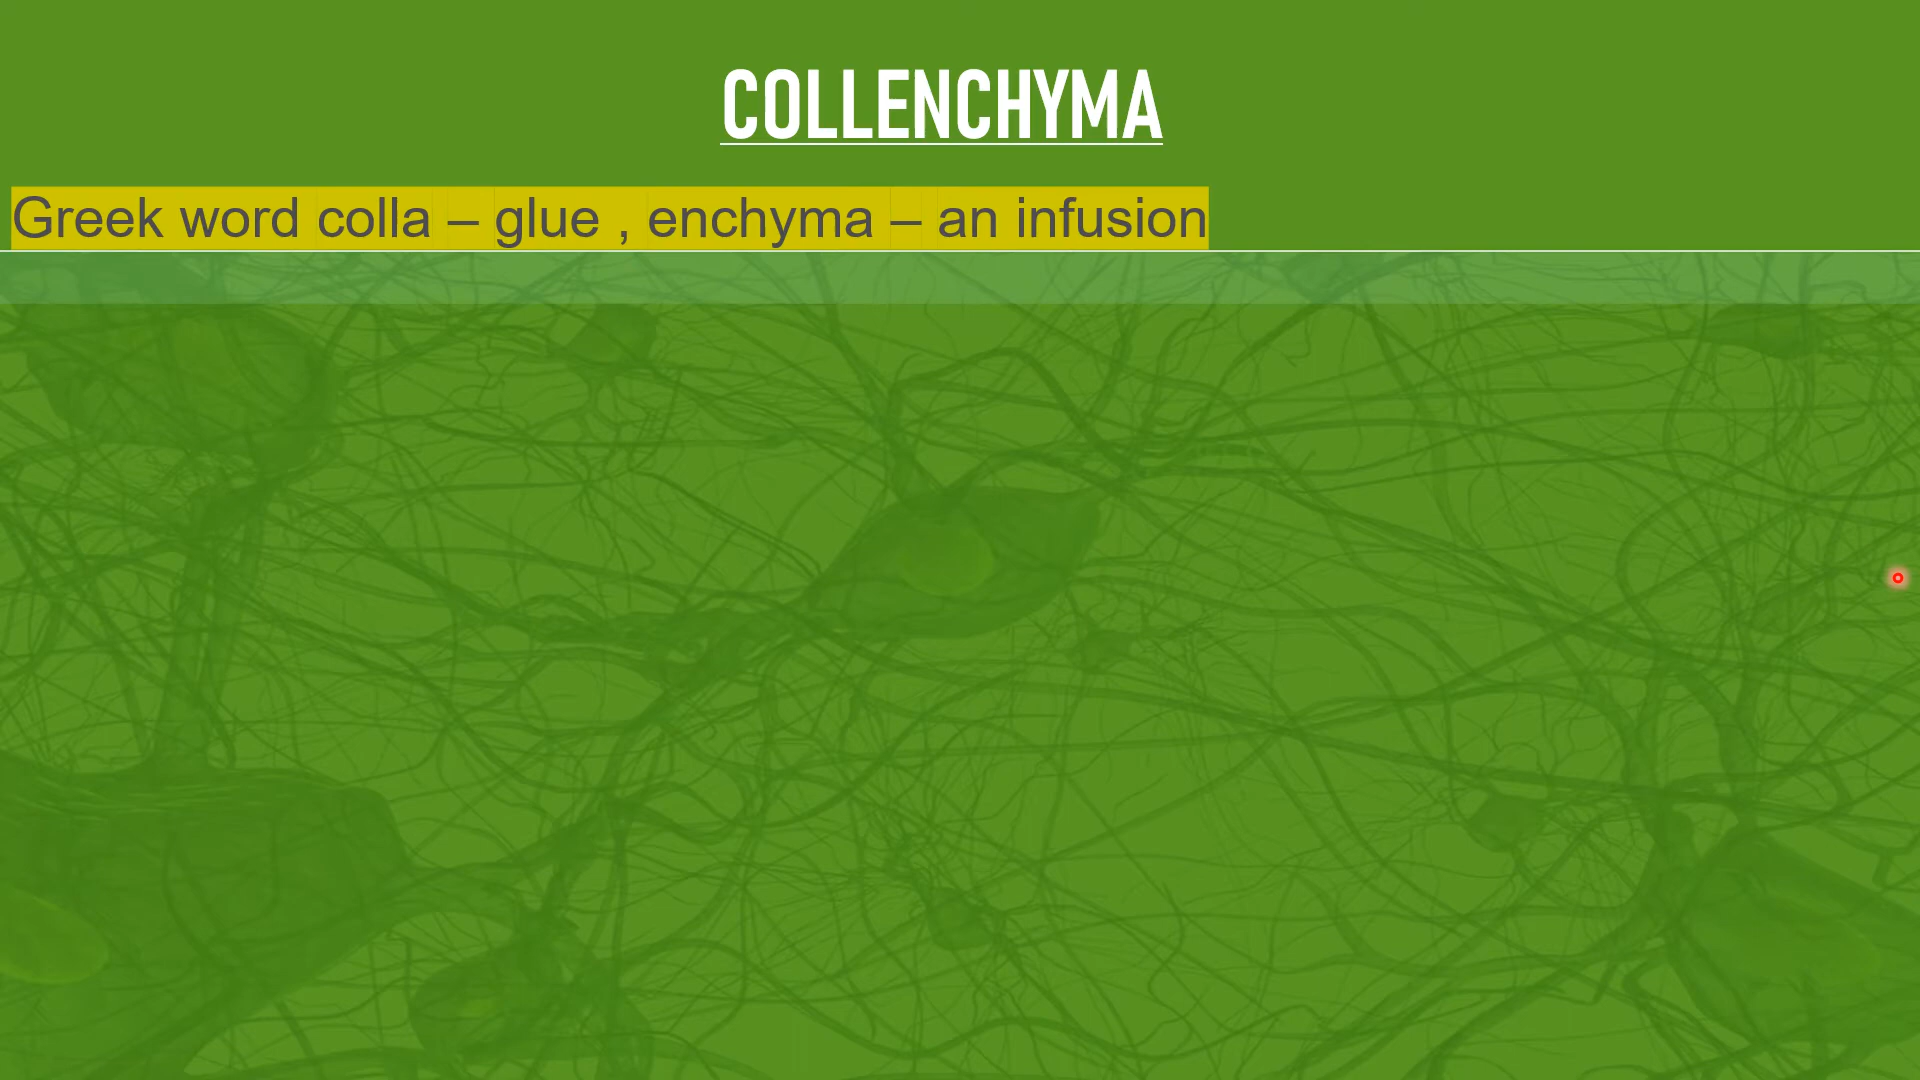 COLLENCHYMA
Greek word colla – glue , enchyma – an infusion